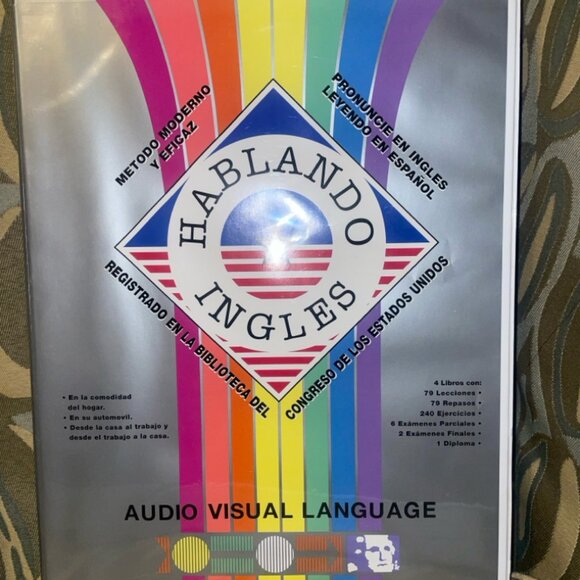 METODO MODERNO
Y EFICAZ
PRONUNCIE EN INGLES
LEYENDO EN ESPAÑOL
HABLANDO
INGLES
REGISTRADO EN LA BIBLIOTECA DEL
CONGRESO DE LOS ESTADOS UNIDOS
• En la comodidad
del hogar.
• En su automovil.
• Desde la casa al trabajo y
desde el trabajo a la casa.
4 Libros con:
79 Lecciones •
79 Repasos •
240 Ejercicios •
6 Exámenes Parciales •
2 Exámenes Finales •
1 Diploma •
AUDIO VISUAL LANGUAGE